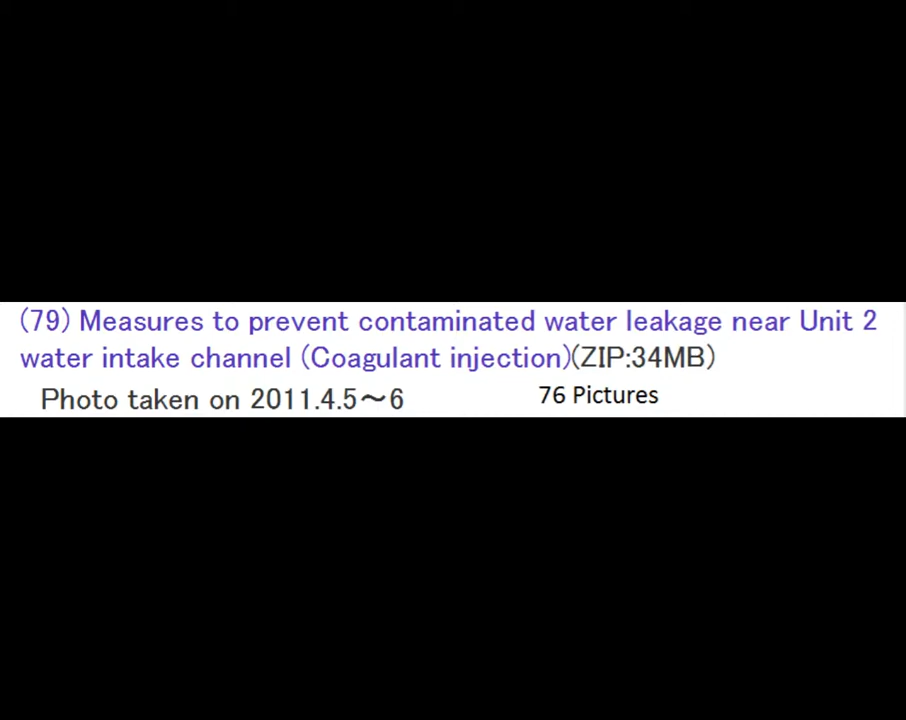 (79) Measures to prevent contaminated water leakage near Unit 2
water intake channel (Coagulant injection)(ZIP:34MB)
Photo taken on 2011.4.5～6 76 Pictures